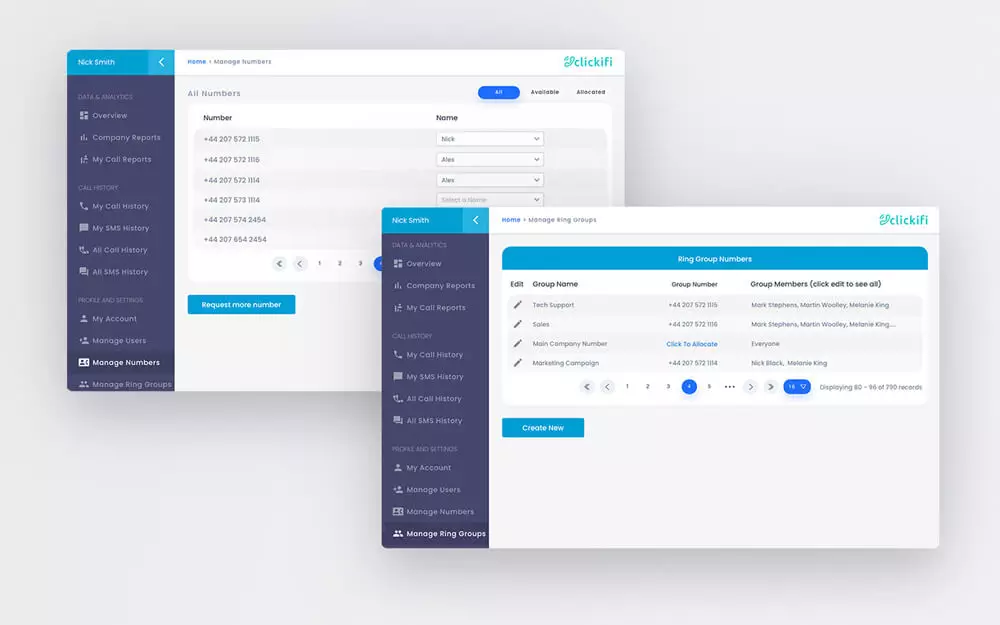 Nick Smith
Home > Manage Numbers
clickifi
DATA & ANALYTICS
Overview
Company Reports
My Call Reports
CALL HISTORY
My Call History
My SMS History
All Call History
All SMS History
PROFILE AND SETTINGS
My Account
Manage Users
Manage Numbers
Manage Ring Groups
All Numbers
All Available Allocated
Number Name
+44 207 572 1115 Nick
+44 207 572 1116 Alex
+44 207 572 1114 Alex
+44 207 573 1114 Select a Name
+44 207 574 2454
+44 207 654 2454
1 2 3
Request more number
Nick Smith
Home > Manage Ring Groups
clickifi
DATA & ANALYTICS
Overview
Company Reports
My Call Reports
CALL HISTORY
My Call History
My SMS History
All Call History
All SMS History
PROFILE AND SETTINGS
My Account
Manage Users
Manage Numbers
Manage Ring Groups
Ring Group Numbers
Edit Group Name Group Number Group Members (click edit to see all)
Tech Support +44 207 572 1115 Mark Stephens, Martin Woolley, Melanie King
Sales +44 207 572 1116 Mark Stephens, Martin Woolley, Melanie King....
Main Company Number Click To Allocate Everyone
Marketing Campaign +44 207 572 1114 Nick Black, Melanie King
1 2 3 4 5 ••• 16 Displaying 80 - 96 of 790 records
Create New